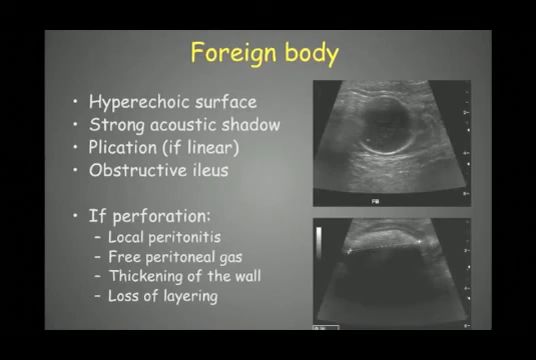 Foreign body
• Hyperechoic surface
• Strong acoustic shadow
• Plication (if linear)
• Obstructive ileus
• If perforation:
– Local peritonitis
– Free peritoneal gas
– Thickening of the wall
– Loss of layering
FB